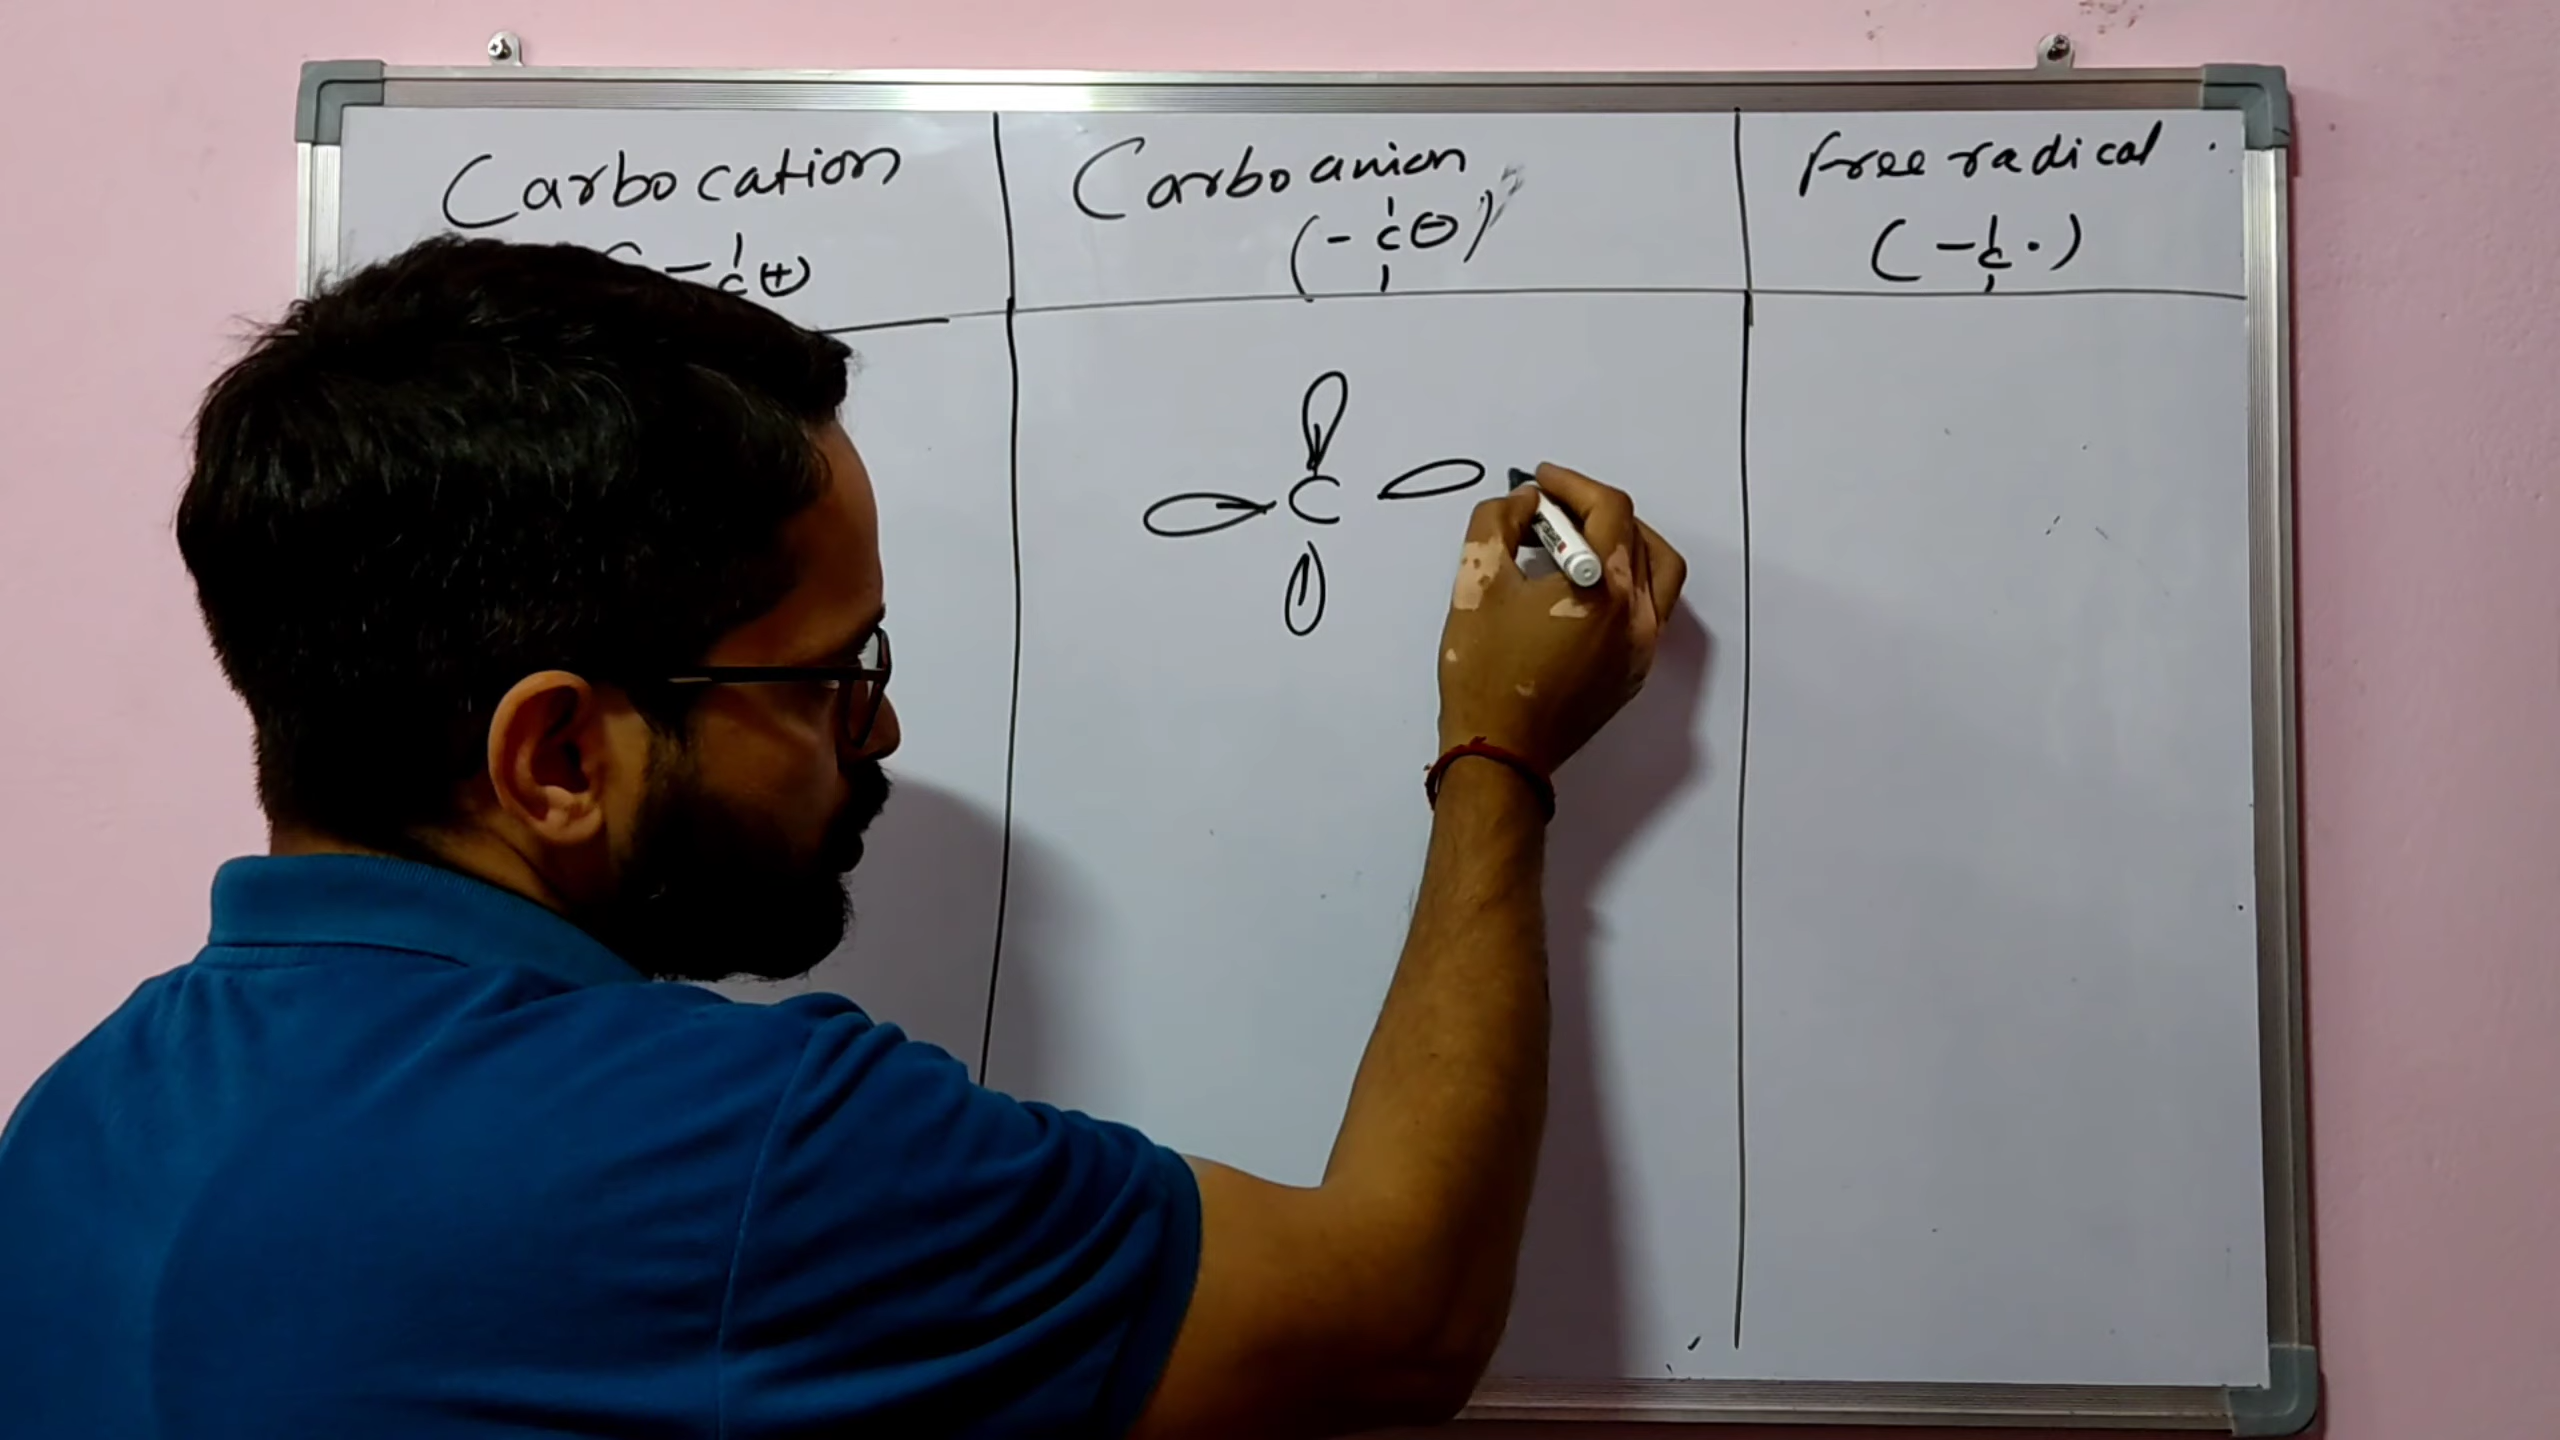 Carbocation
(-C⊕)
Carboanion
(-C⊖)
free radical
(-C·)
C